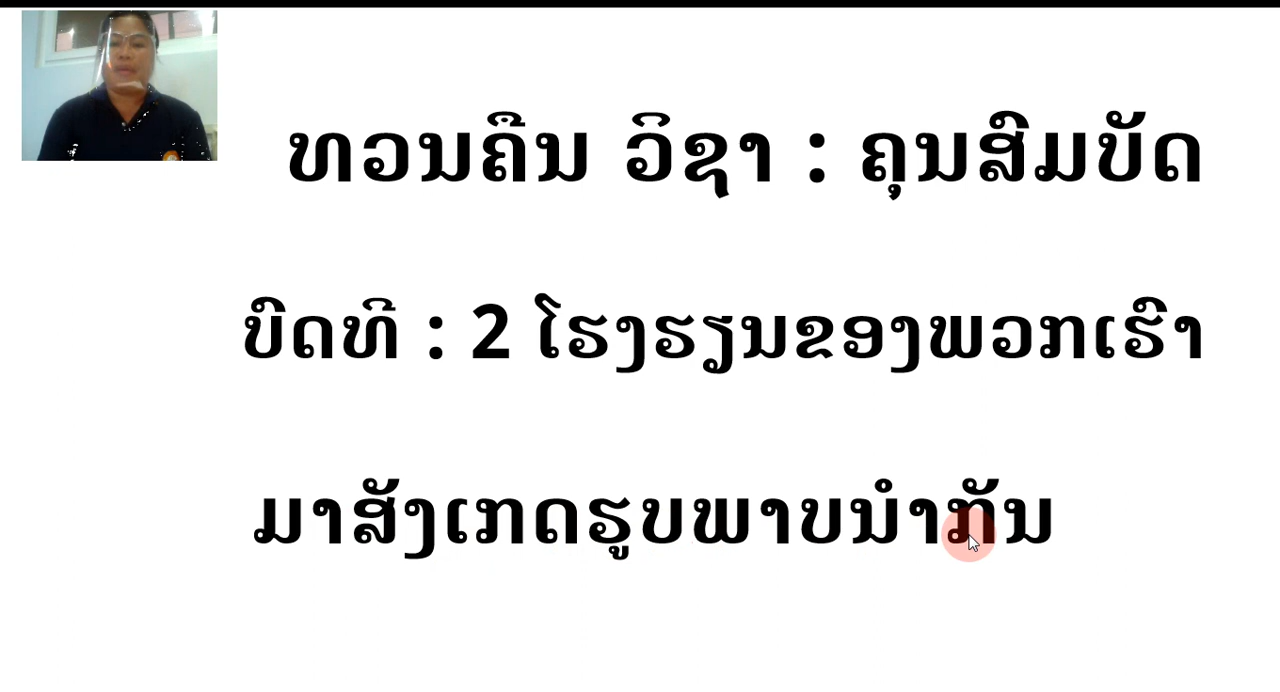 ທວນຄືນ ວິຊາ : ຄຸນສົມບັດ
ບົດທີ : 2 ໂຮງຮຽນຂອງພວກເຮົາ
ມາສັງເກດຮູບພາບນຳກັນ